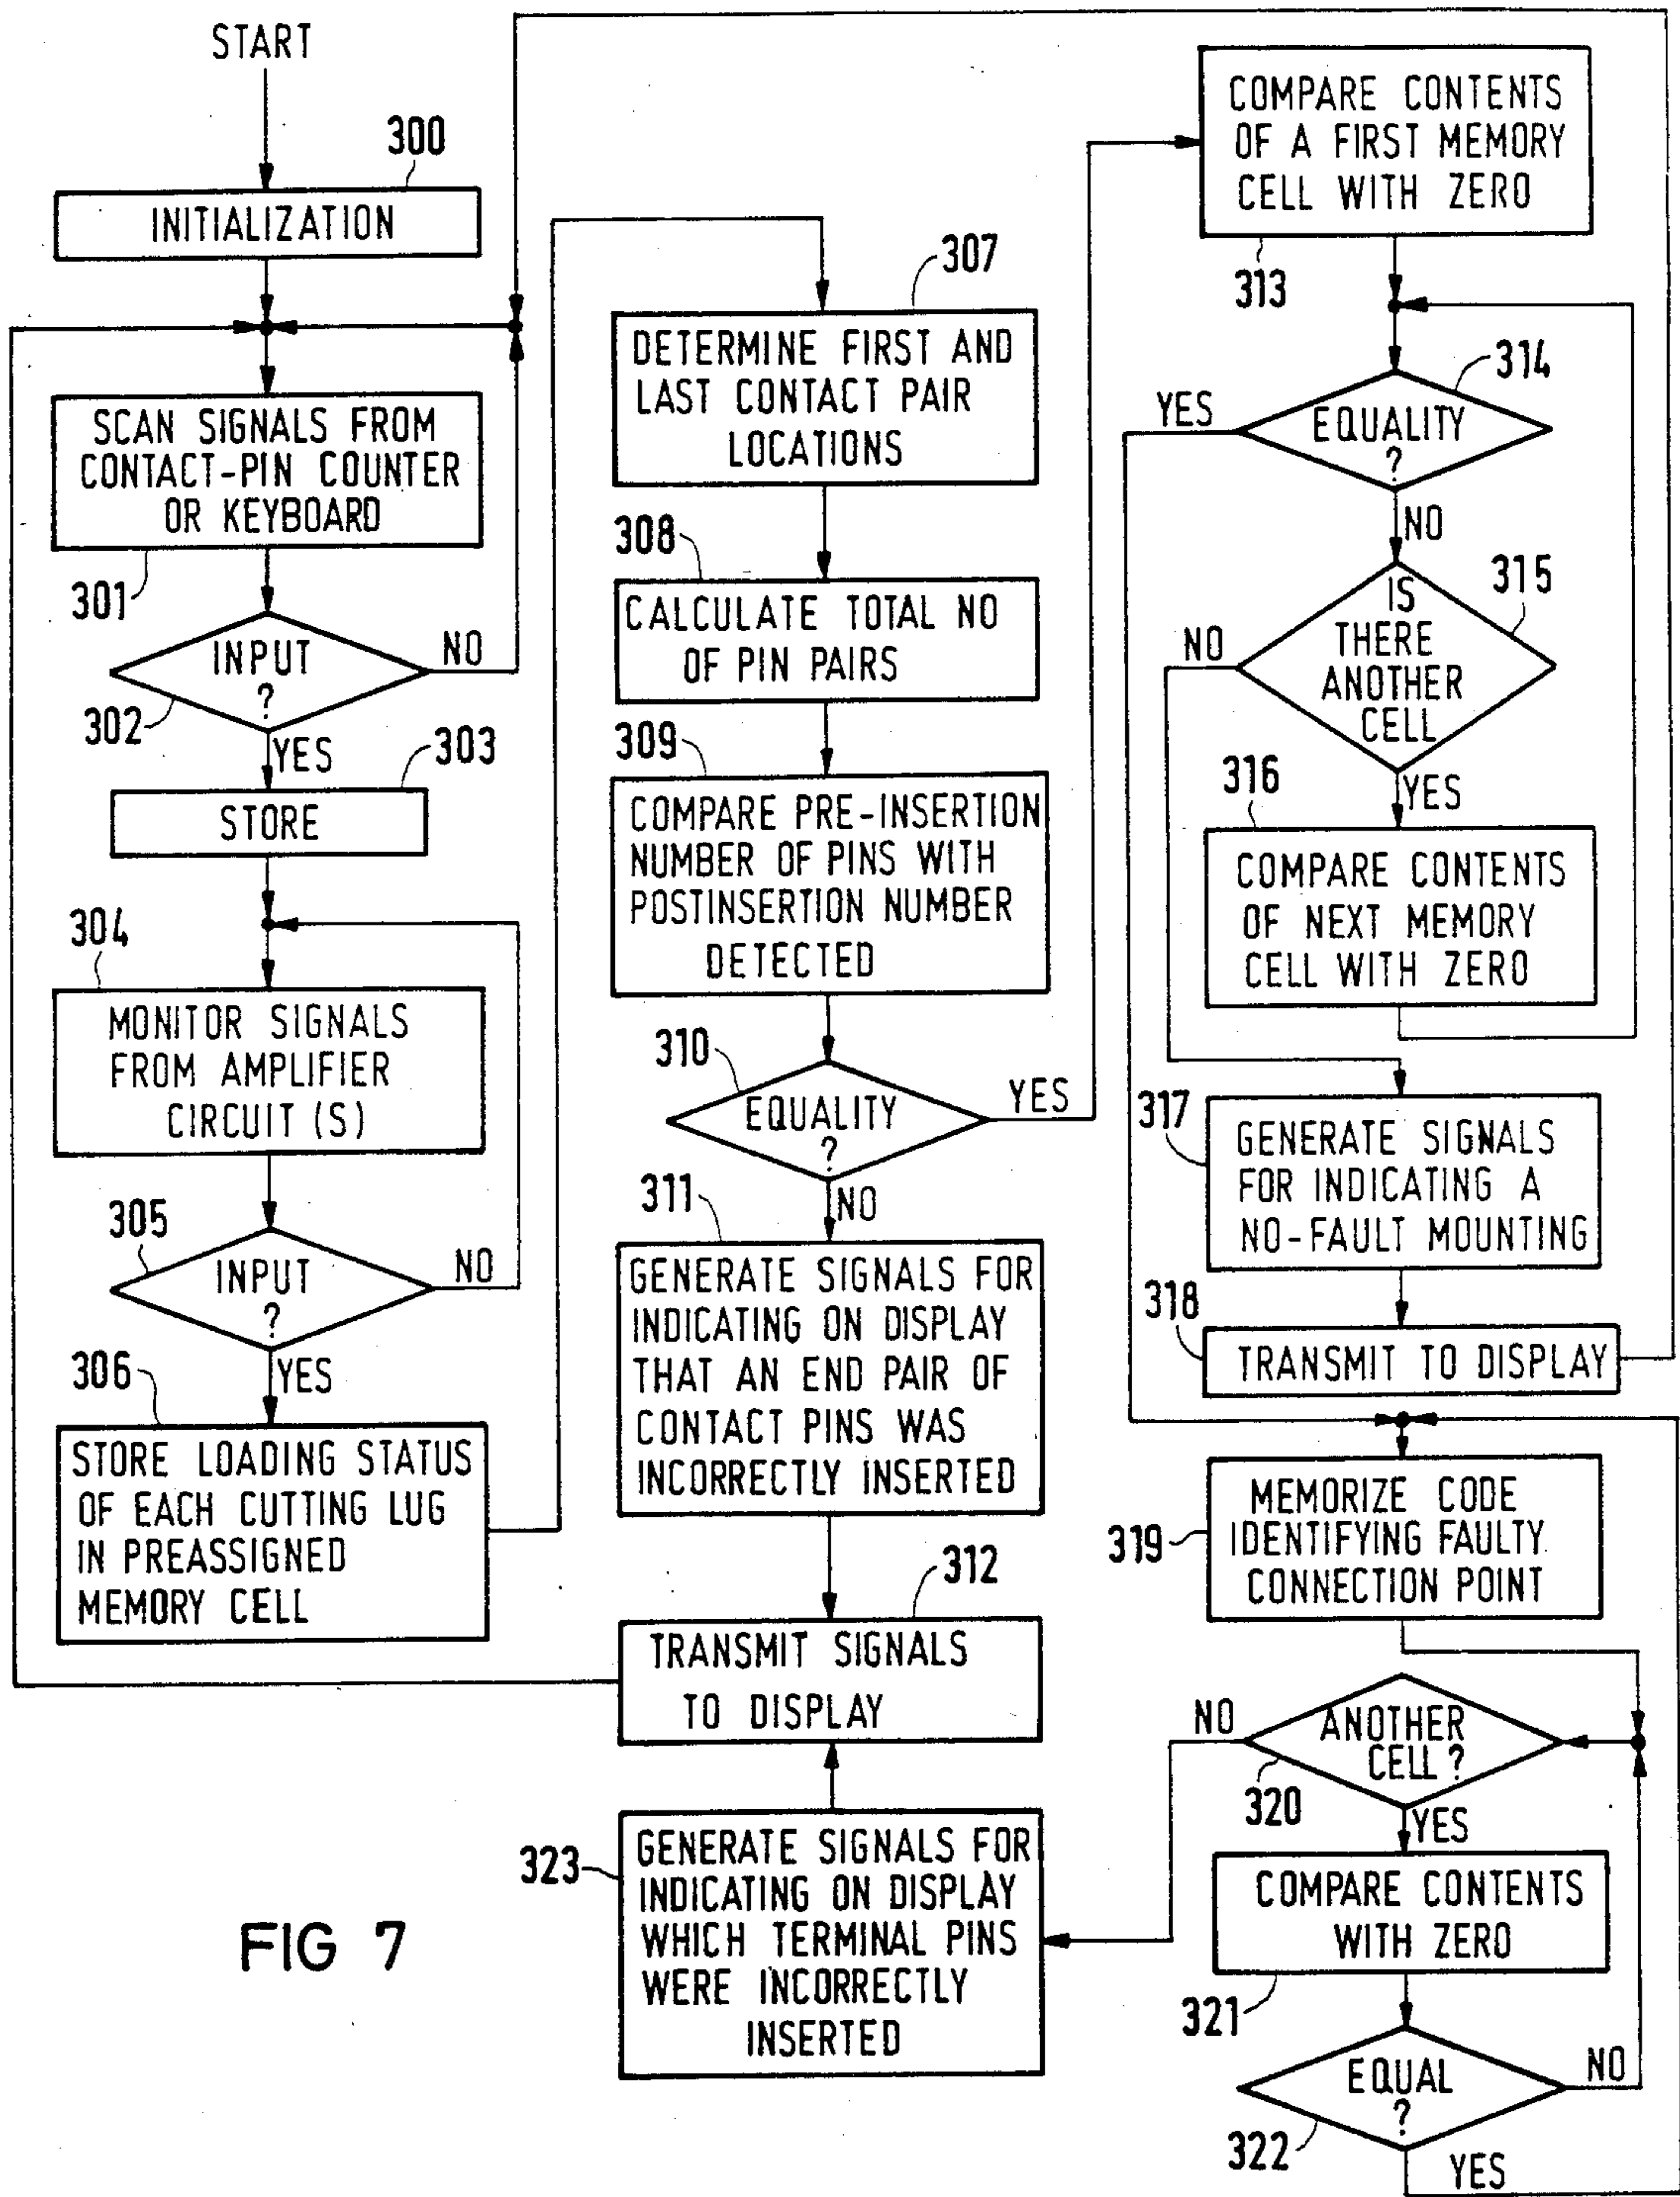 START
300
INITIALIZATION
SCAN SIGNALS FROM
CONTACT-PIN COUNTER
OR KEYBOARD
301
INPUT
?
NO
302
YES
303
STORE
304
MONITOR SIGNALS
FROM AMPLIFIER
CIRCUIT (S)
305
INPUT
?
NO
YES
306
STORE LOADING STATUS
OF EACH CUTTING LUG
IN PREASSIGNED
MEMORY CELL
307
DETERMINE FIRST AND
LAST CONTACT PAIR
LOCATIONS
308
CALCULATE TOTAL NO
OF PIN PAIRS
309
COMPARE PRE-INSERTION
NUMBER OF PINS WITH
POSTINSERTION NUMBER
DETECTED
310
EQUALITY
?
YES
NO
311
GENERATE SIGNALS FOR
INDICATING ON DISPLAY
THAT AN END PAIR OF
CONTACT PINS WAS
INCORRECTLY INSERTED
312
TRANSMIT SIGNALS
TO DISPLAY
323
GENERATE SIGNALS FOR
INDICATING ON DISPLAY
WHICH TERMINAL PINS
WERE INCORRECTLY
INSERTED
COMPARE CONTENTS
OF A FIRST MEMORY
CELL WITH ZERO
313
314
YES
EQUALITY
?
NO
315
IS
THERE
ANOTHER
CELL
NO
YES
316
COMPARE CONTENTS
OF NEXT MEMORY
CELL WITH ZERO
317
GENERATE SIGNALS
FOR INDICATING A
NO-FAULT MOUNTING
318
TRANSMIT TO DISPLAY
319
MEMORIZE CODE
IDENTIFYING FAULTY
CONNECTION POINT
NO
ANOTHER
CELL ?
320
YES
COMPARE CONTENTS
WITH ZERO
321
EQUAL
?
NO
322
YES
FIG 7